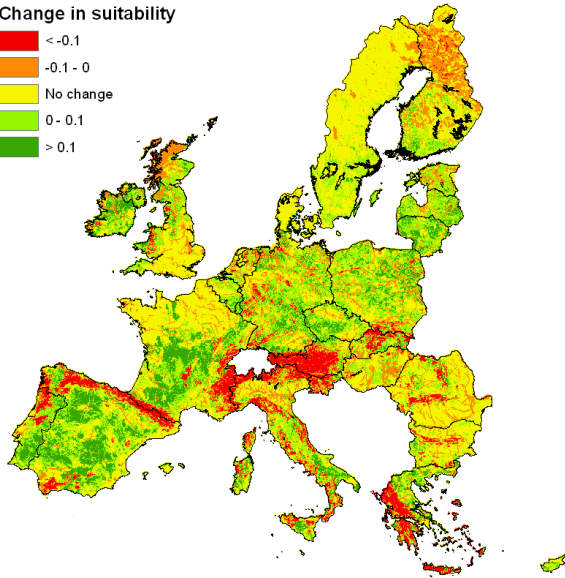 Change in suitability
< -0.1
-0.1 - 0
No change
0 - 0.1
> 0.1